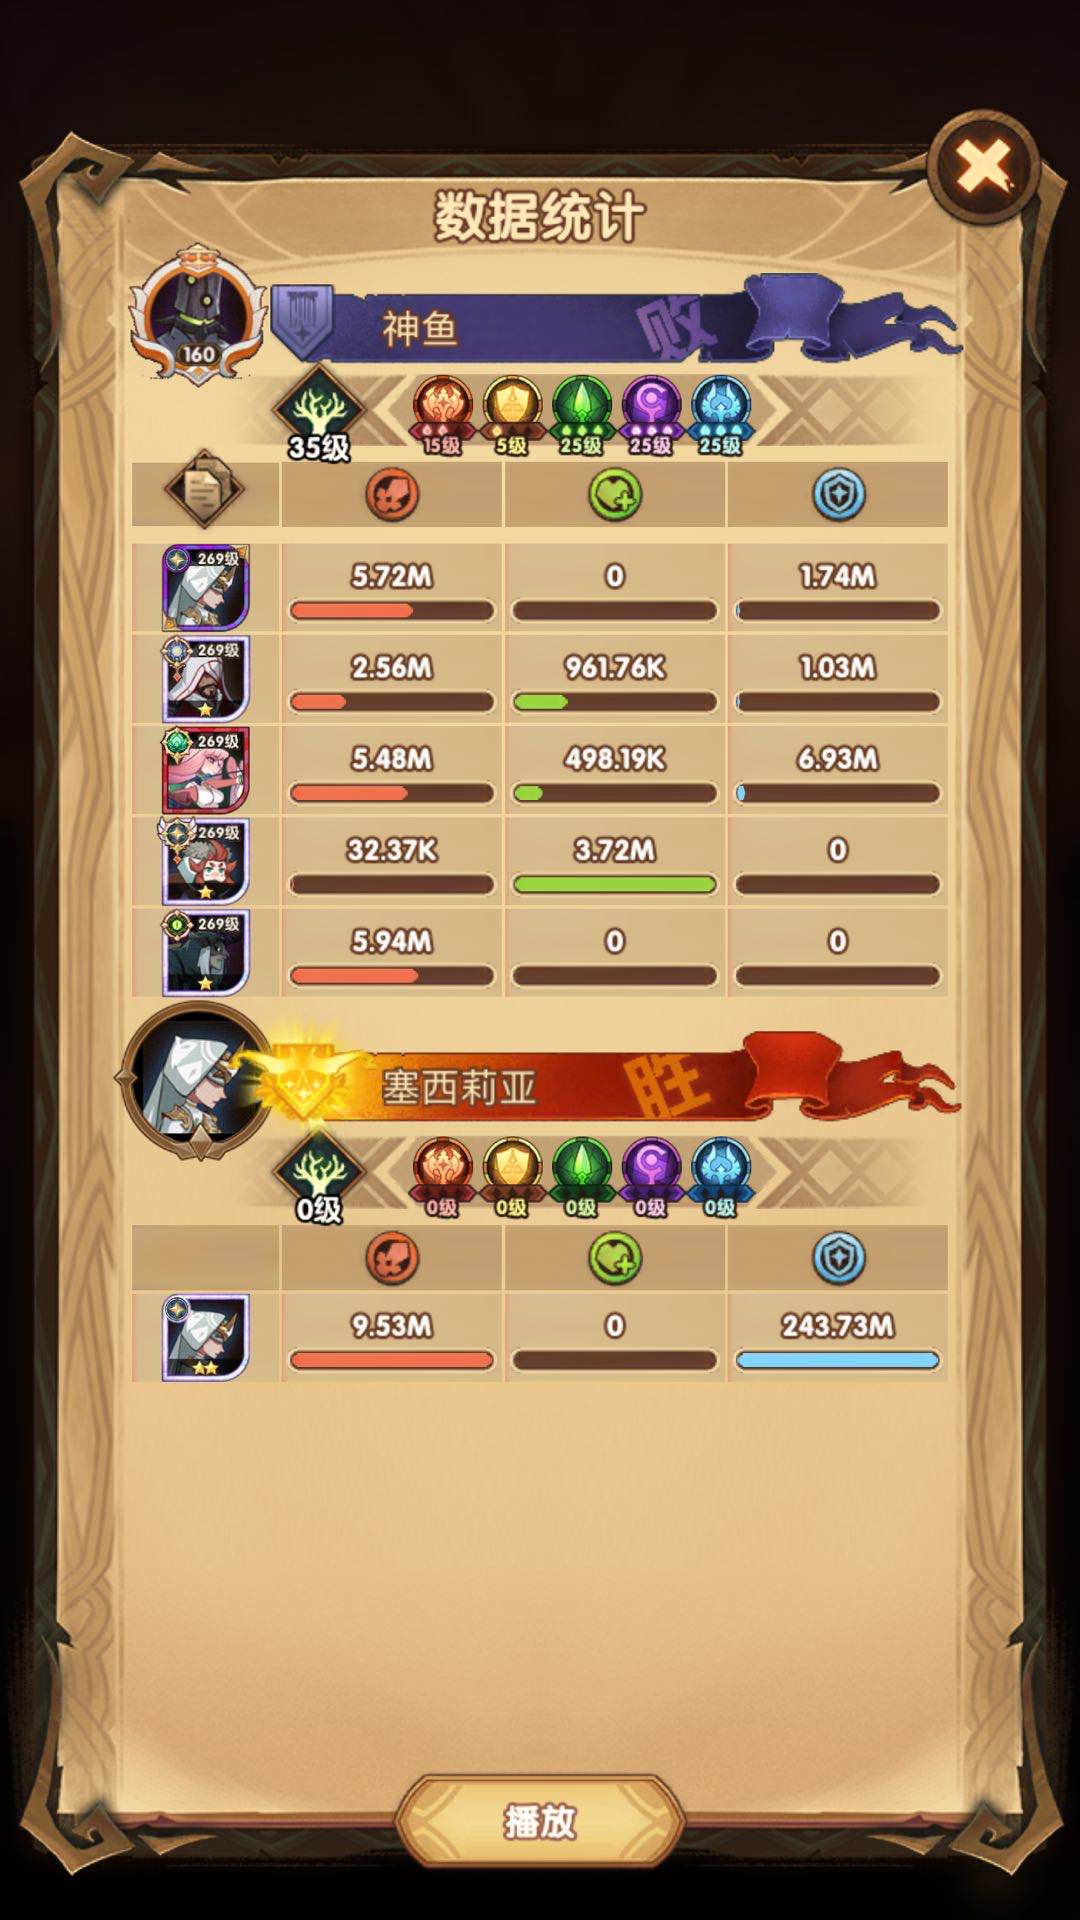 数据统计
神鱼 败
160
35级 15级 5级 25级 25级 25级
269级 5.72M 0 1.74M
269级 2.56M 961.76K 1.03M
269级 5.48M 498.19K 6.93M
269级 32.37K 3.72M 0
269级 5.94M 0 0
塞西莉亚 胜
0级 0级 0级 0级 0级 0级
9.53M 0 243.73M
播放